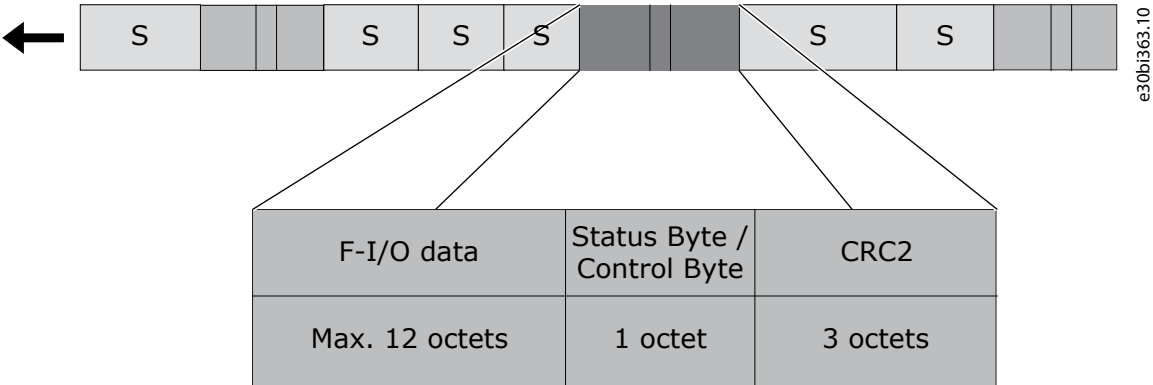 S
S
S
S
S
S
e30bi363.10
F-I/O data
Status Byte /
Control Byte
CRC2
Max. 12 octets
1 octet
3 octets